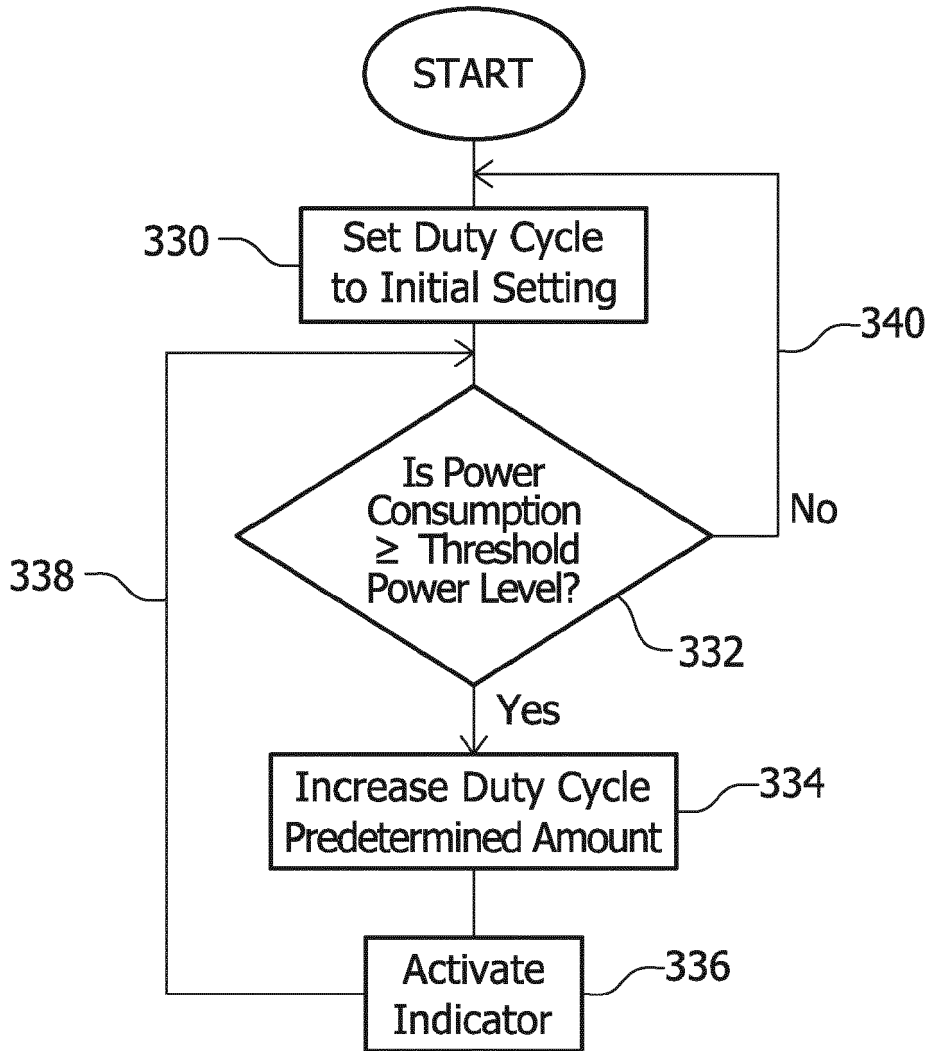 START
330
Set Duty Cycle
to Initial Setting
340
Is Power
Consumption
≥ Threshold
Power Level?
No
338
332
Yes
Increase Duty Cycle
Predetermined Amount
334
Activate
Indicator
336